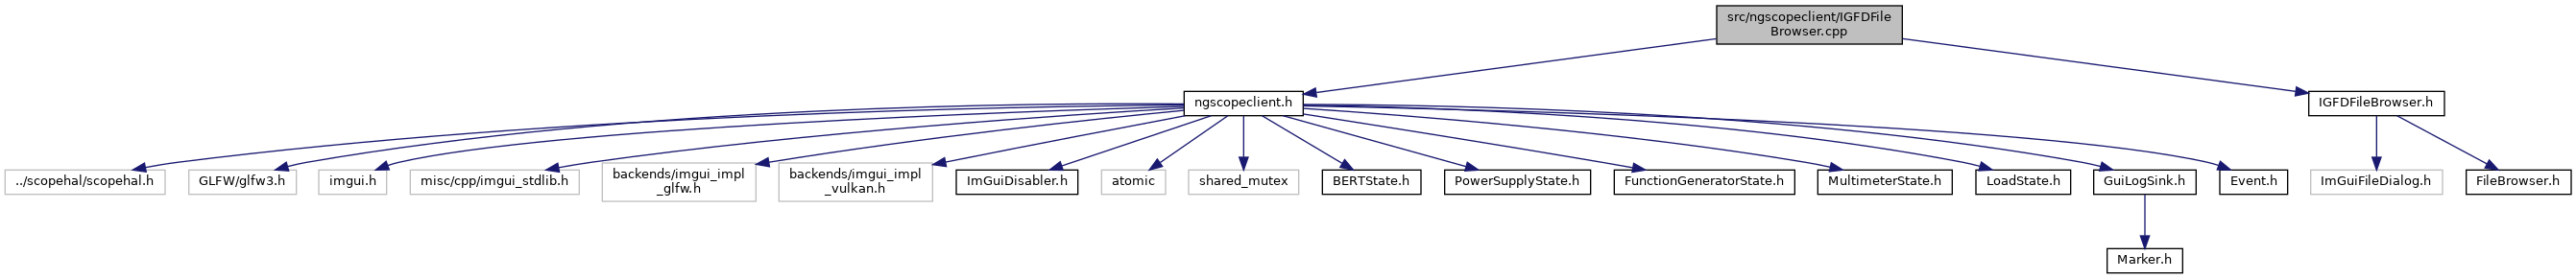 src/ngscopeclient/IGFDFile
Browser.cpp
ngscopeclient.h
IGFDFileBrowser.h
../scopehal/scopehal.h
GLFW/glfw3.h
imgui.h
misc/cpp/imgui_stdlib.h
backends/imgui_impl
_glfw.h
backends/imgui_impl
_vulkan.h
ImGuiDisabler.h
atomic
shared_mutex
BERTState.h
PowerSupplyState.h
FunctionGeneratorState.h
MultimeterState.h
LoadState.h
GuiLogSink.h
Event.h
ImGuiFileDialog.h
FileBrowser.h
Marker.h